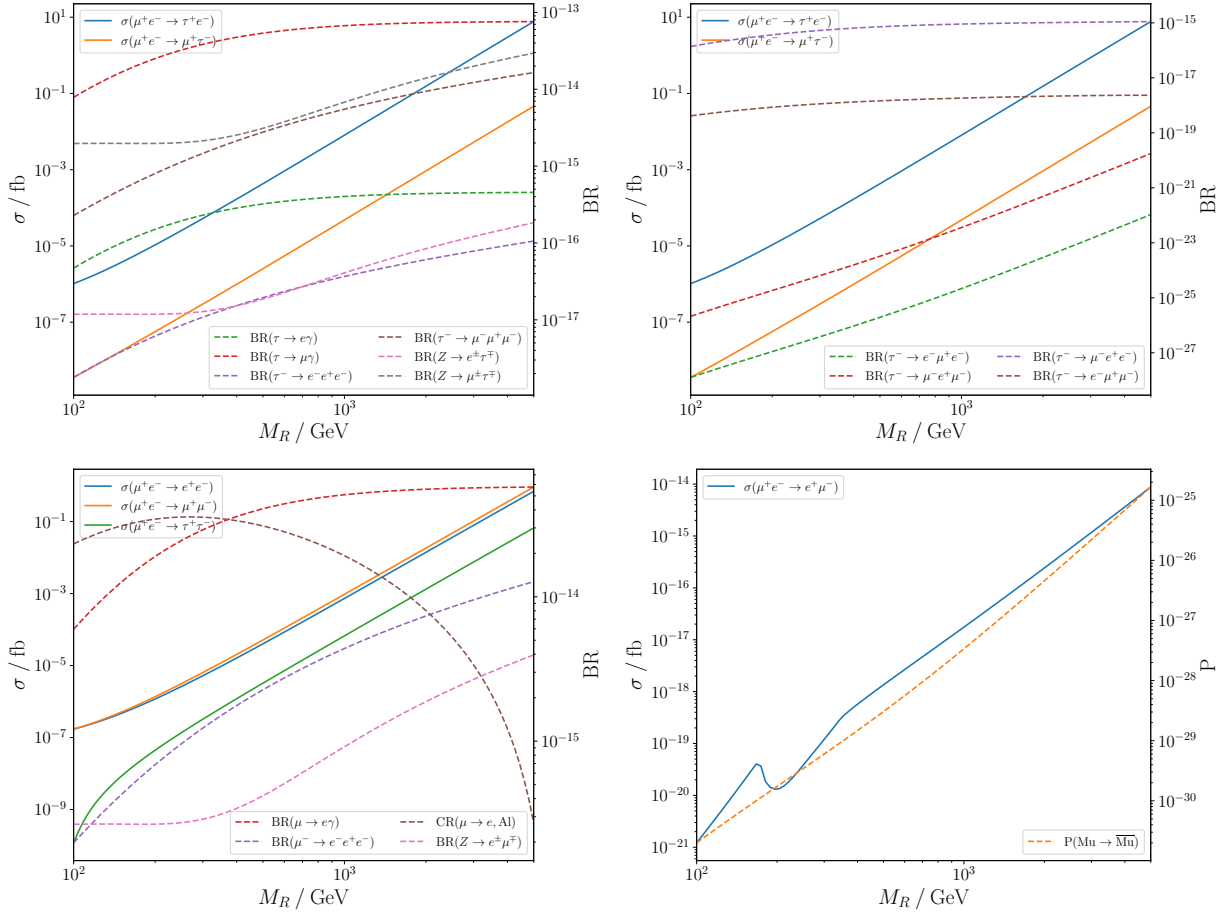 σ(μ⁺e⁻ → τ⁺e⁻)
σ(μ⁺e⁻ → μ⁺τ⁻)
10¹
10⁻¹
10⁻³
10⁻⁵
10⁻⁷
σ / fb
10⁻¹³
10⁻¹⁴
10⁻¹⁵
10⁻¹⁶
10⁻¹⁷
BR
BR(τ → eγ)
BR(τ → μγ)
BR(τ⁻ → e⁻e⁺e⁻)
BR(τ⁻ → μ⁻μ⁺μ⁻)
BR(Z → e±τ∓)
BR(Z → μ±τ∓)
10² 10³
M_R / GeV
σ(μ⁺e⁻ → τ⁺e⁻)
σ(μ⁺e⁻ → μ⁺τ⁻)
10¹
10⁻¹
10⁻³
10⁻⁵
10⁻⁷
σ / fb
10⁻¹⁵
10⁻¹⁷
10⁻¹⁹
10⁻²¹
10⁻²³
10⁻²⁵
10⁻²⁷
BR
BR(τ⁻ → e⁻μ⁺e⁻)
BR(τ⁻ → μ⁻e⁺μ⁻)
BR(τ⁻ → μ⁻e⁺e⁻)
BR(τ⁻ → e⁻μ⁺μ⁻)
10² 10³
M_R / GeV
σ(μ⁺e⁻ → e⁺e⁻)
σ(μ⁺e⁻ → μ⁺μ⁻)
σ(μ⁺e⁻ → τ⁺τ⁻)
10⁻¹
10⁻³
10⁻⁵
10⁻⁷
10⁻⁹
σ / fb
10⁻¹⁴
10⁻¹⁵
BR
BR(μ → eγ)
BR(μ⁻ → e⁻e⁺e⁻)
CR(μ → e, Al)
BR(Z → e±μ∓)
10² 10³
M_R / GeV
σ(μ⁺e⁻ → e⁺μ⁻)
10⁻¹⁴
10⁻¹⁵
10⁻¹⁶
10⁻¹⁷
10⁻¹⁸
10⁻¹⁹
10⁻²⁰
10⁻²¹
σ / fb
10⁻²⁵
10⁻²⁶
10⁻²⁷
10⁻²⁸
10⁻²⁹
10⁻³⁰
P
P(Mu → M̅u̅)
10² 10³
M_R / GeV